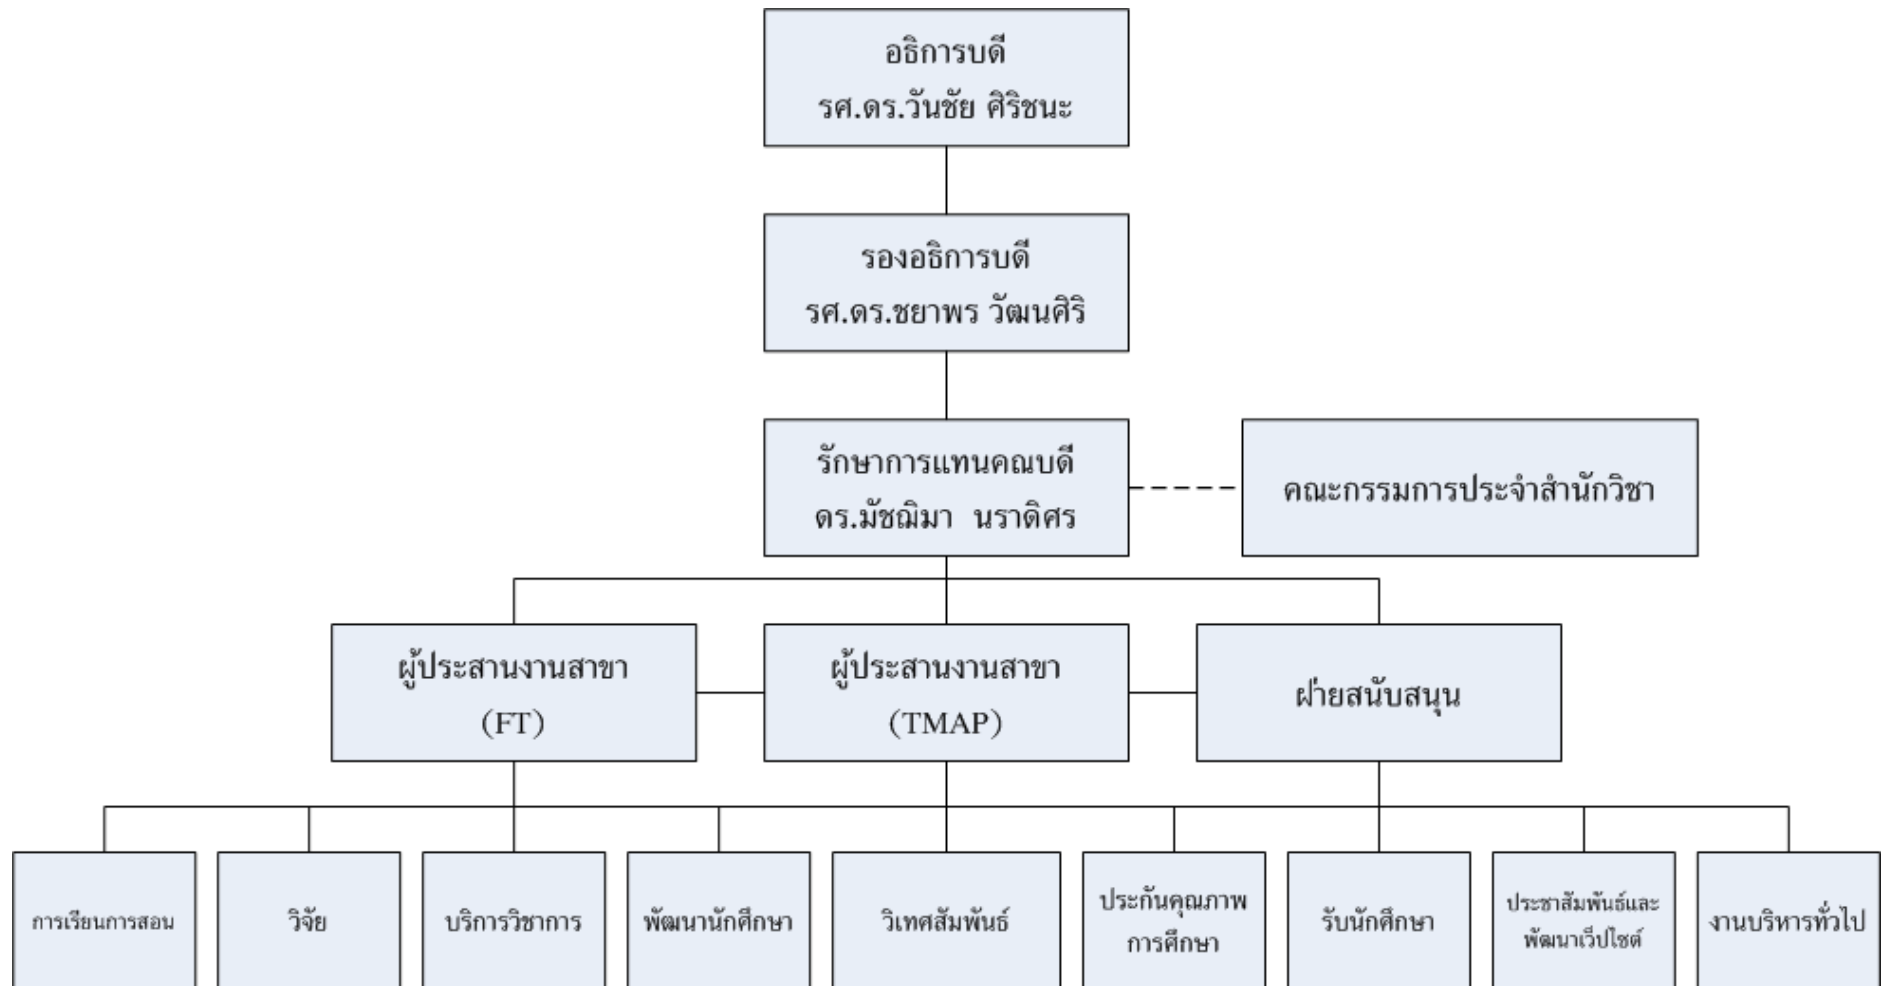 อธิการบดี
รศ.ดร.วันชัย ศิริชนะ
รองอธิการบดี
รศ.ดร.ชยาพร วัฒนศิริ
รักษาการแทนคณบดี
ดร.มัชฌิมา นราดิศร
คณะกรรมการประจำสำนักวิชา
ผู้ประสานงานสาขา
(FT)
ผู้ประสานงานสาขา
(TMAP)
ฝ่ายสนับสนุน
การเรียนการสอน
วิจัย
บริการวิชาการ
พัฒนานักศึกษา
วิเทศสัมพันธ์
ประกันคุณภาพ
การศึกษา
รับนักศึกษา
ประชาสัมพันธ์และ
พัฒนาเว็ปไซต์
งานบริหารทั่วไป